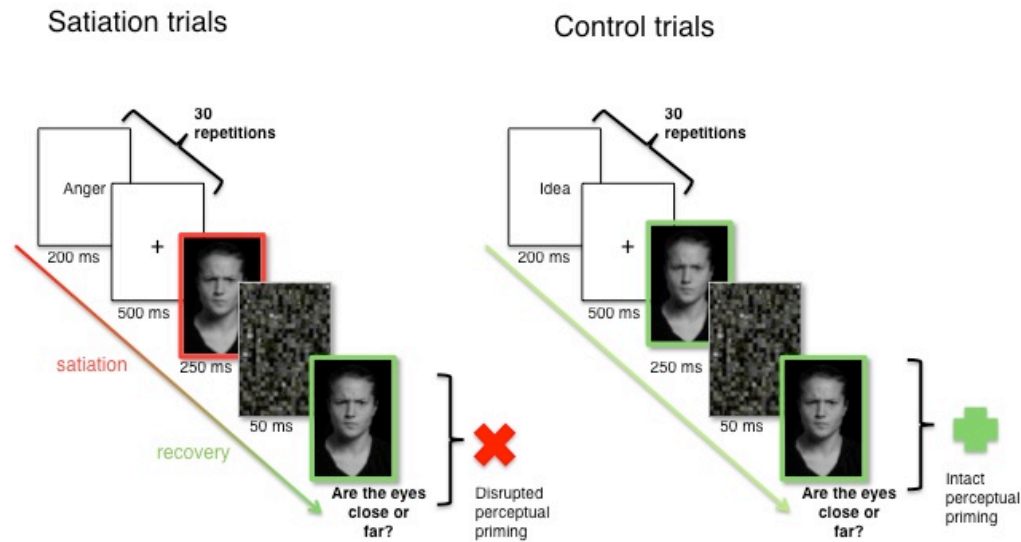 Satiation trials
Control trials
30
repetitions
Anger
200 ms
+
500 ms
250 ms
50 ms
satiation
recovery
Are the eyes
close or
far?
Disrupted
perceptual
priming
30
repetitions
Idea
200 ms
+
500 ms
250 ms
50 ms
Are the eyes
close or
far?
Intact
perceptual
priming